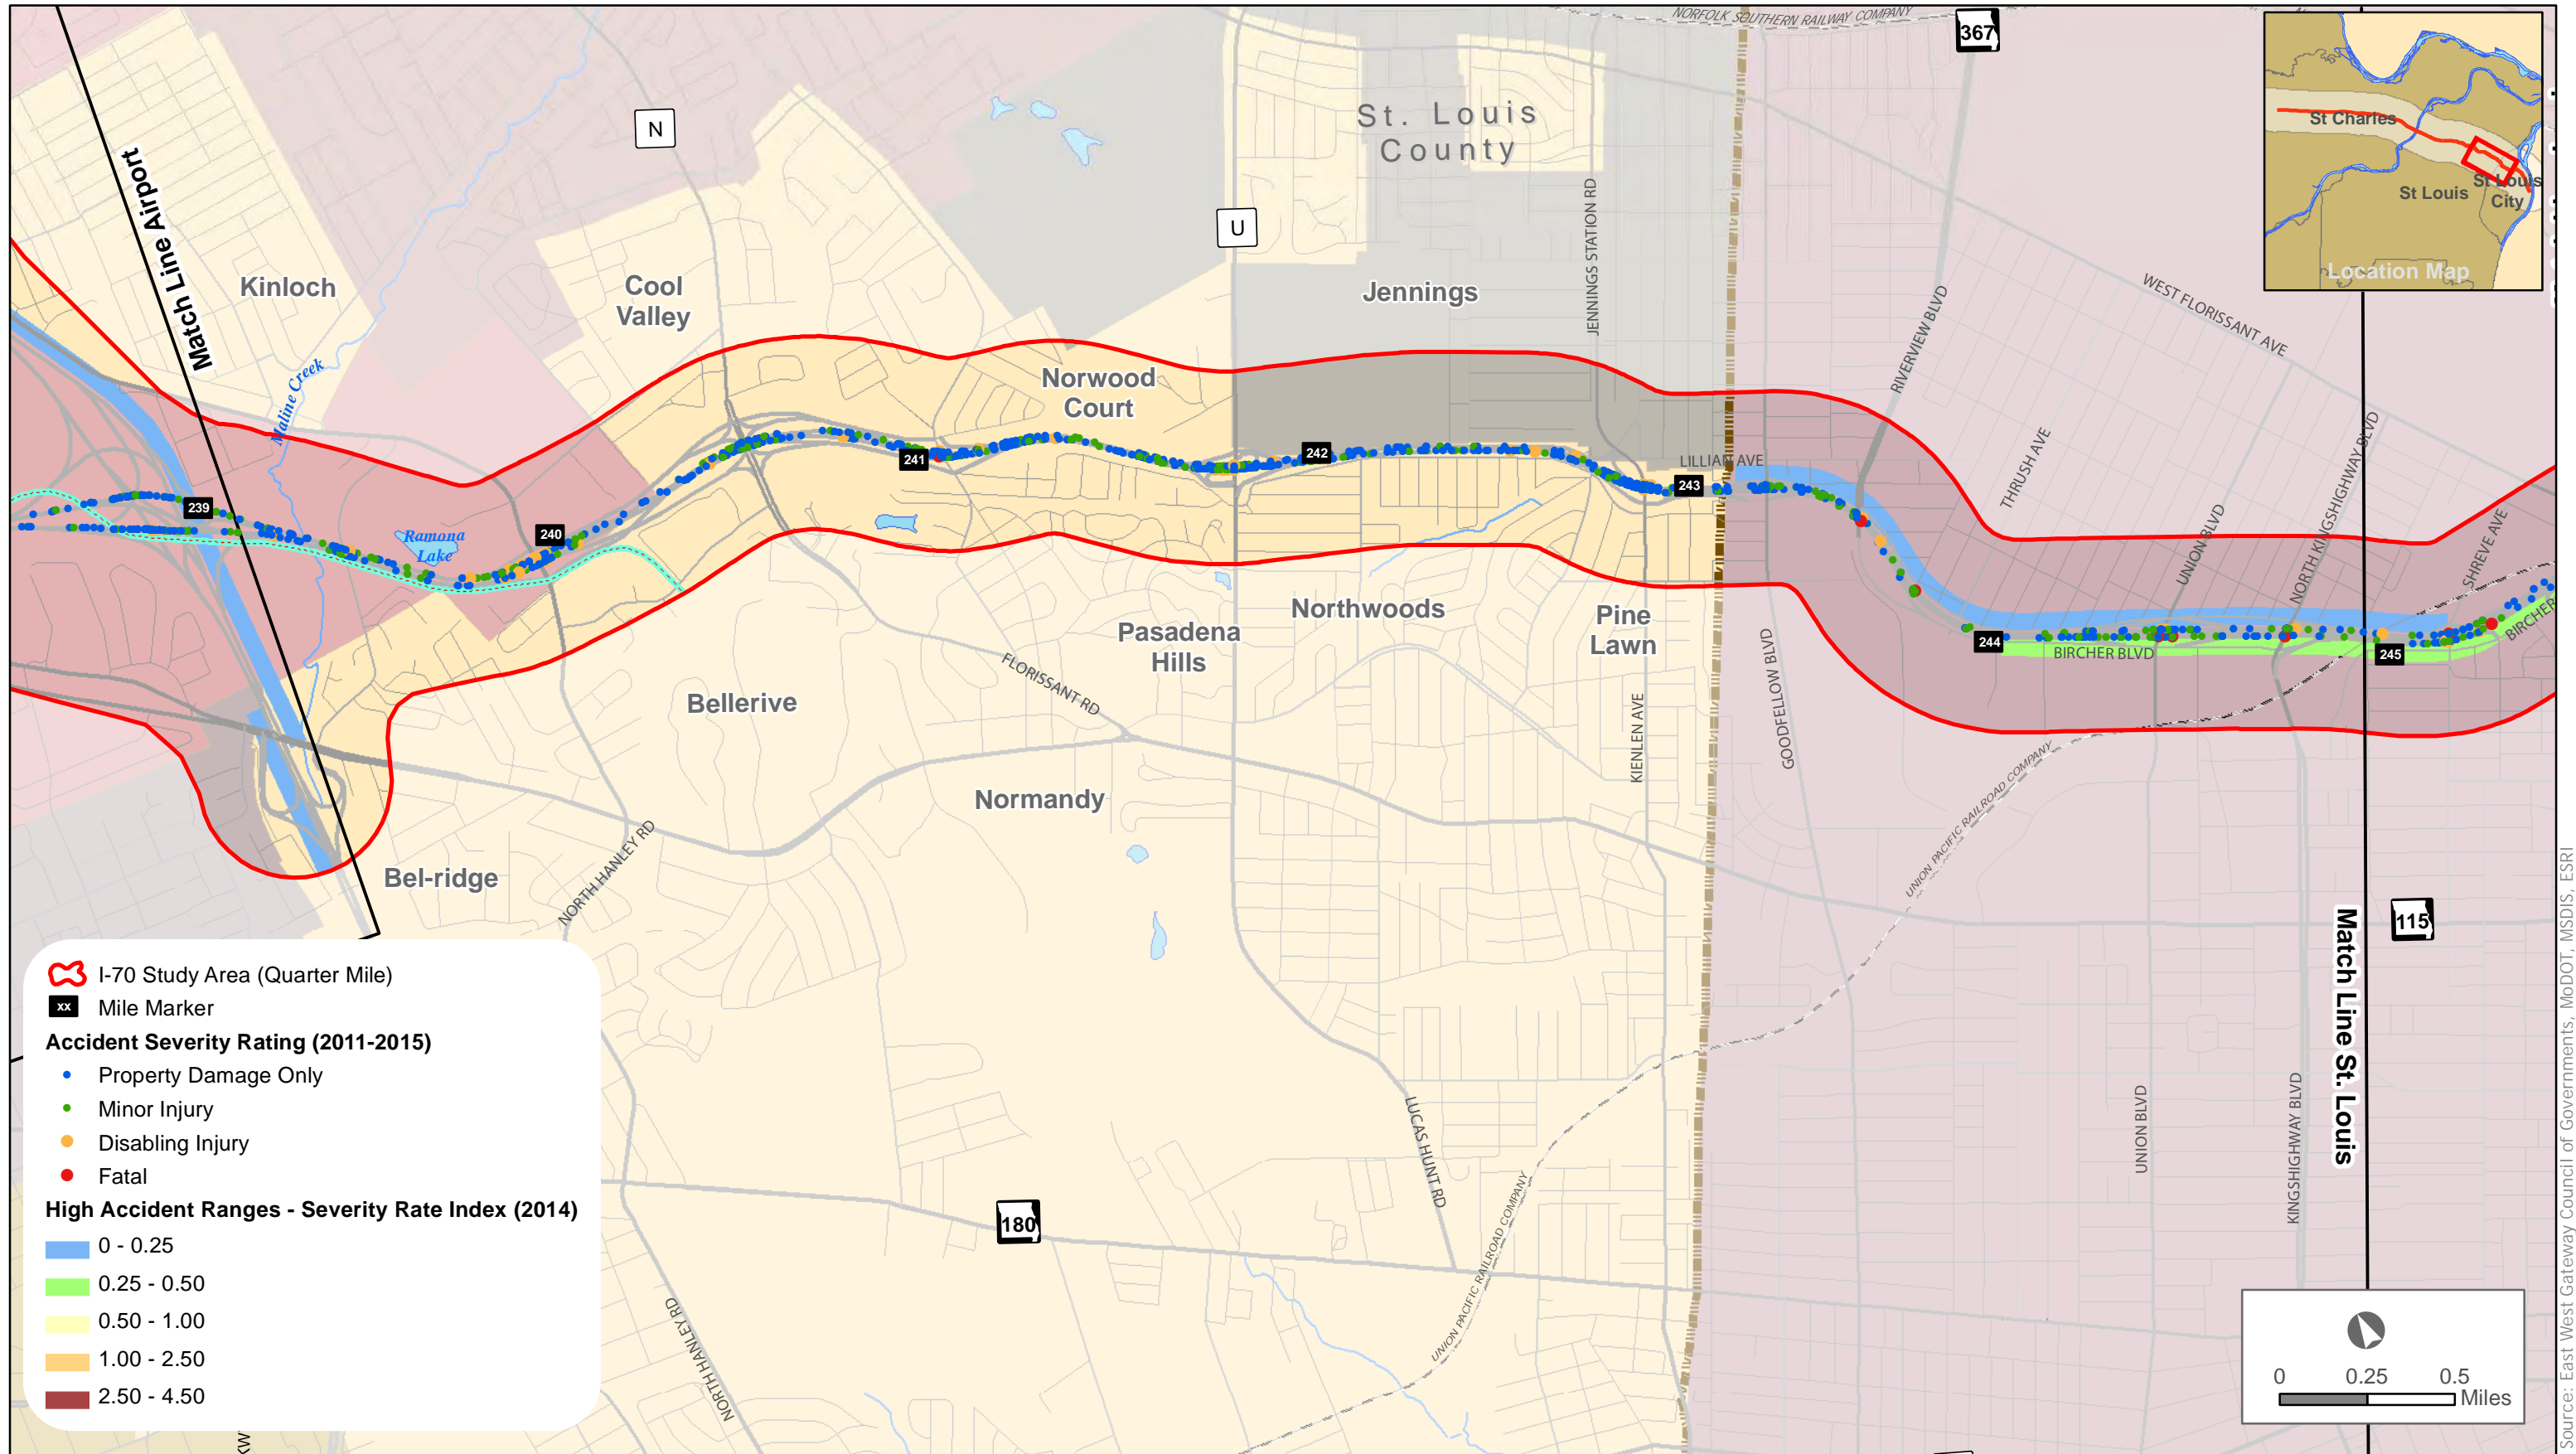 NORFOLK SOUTHERN RAILWAY COMPANY
367
St Charles
St Louis
St Louis
City
Location Map
N
St. Louis
County
U
JENNINGS STATION RD
Match Line Airport
Kinloch
Cool
Valley
Jennings
RIVERVIEW BLVD
WEST FLORISSANT AVE
Maline Creek
Norwood
Court
241
242
LILLIAN AVE
243
THRUSH AVE
NORTH KINGSHIGHWAY BLVD
UNION BLVD
SHREVE AVE
239
240
Ramona
Lake
Pasadena
Hills
Northwoods
Pine
Lawn
244
BIRCHER BLVD
245
BIRCHER
Bellerive
FLORISSANT RD
KIENLEN AVE
GOODFELLOW BLVD
UNION PACIFIC RAILROAD COMPANY
Normandy
Bel-ridge
NORTH HANLEY RD
115
Match Line St. Louis
I-70 Study Area (Quarter Mile)
xx Mile Marker
Accident Severity Rating (2011-2015)
Property Damage Only
Minor Injury
Disabling Injury
Fatal
High Accident Ranges - Severity Rate Index (2014)
0 - 0.25
0.25 - 0.50
0.50 - 1.00
1.00 - 2.50
2.50 - 4.50
LUCAS HUNT RD
UNION BLVD
KINGSHIGHWAY BLVD
180
UNION PACIFIC RAILROAD COMPANY
NORTH HANLEY RD
0 0.25 0.5
Miles
Source: East West Gateway Council of Governments, MoDOT, MSDIS, ESRI